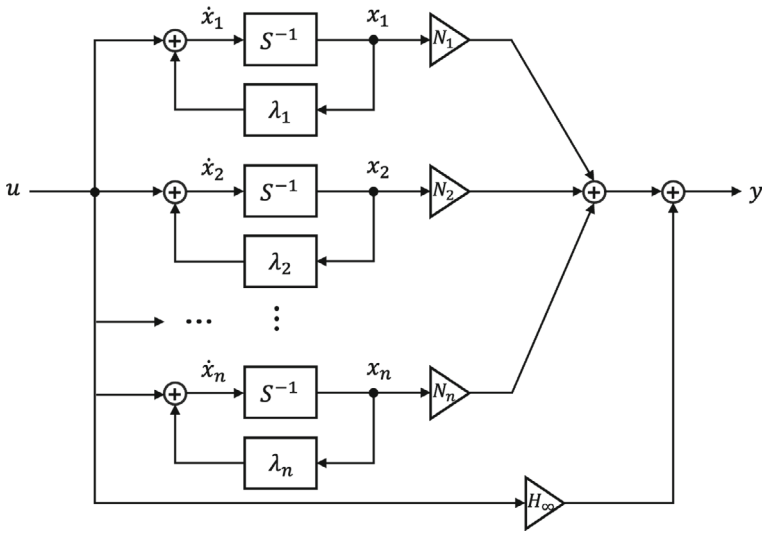 ẋ₁ S⁻¹ x₁ N₁
λ₁
u ẋ₂ S⁻¹ x₂ N₂ y
λ₂
⋯ ⋮
ẋₙ S⁻¹ xₙ Nₙ
λₙ
H∞